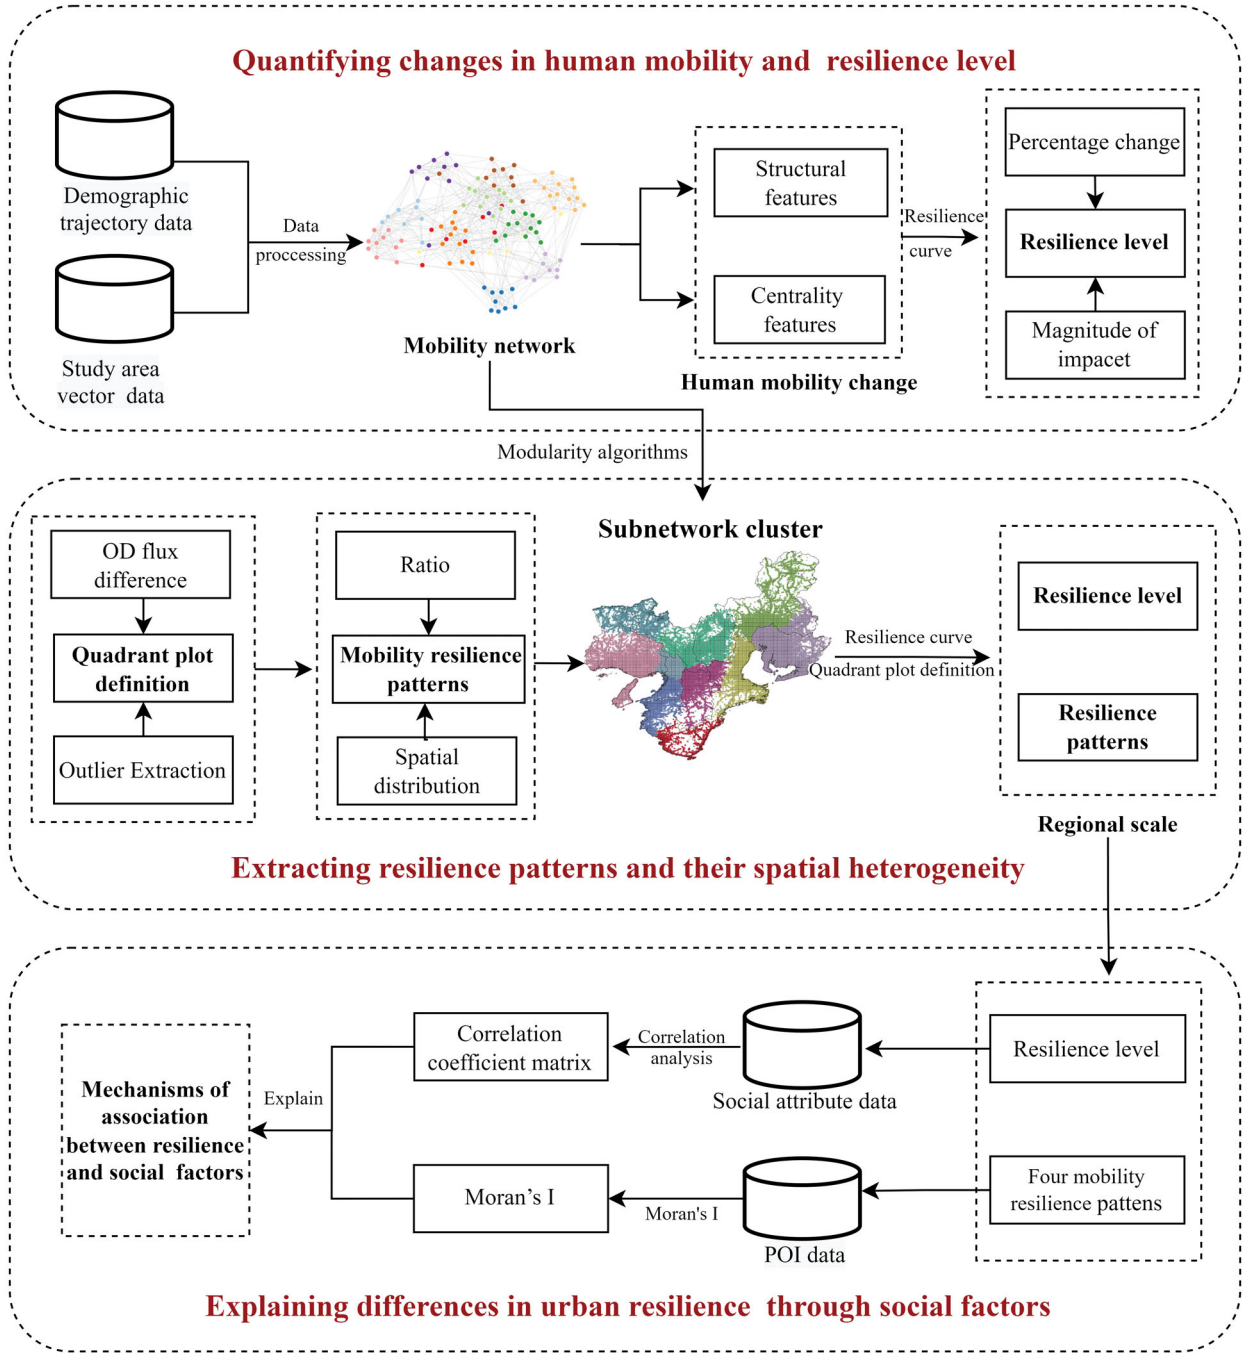 Quantifying changes in human mobility and resilience level
Demographic
trajectory data
Study area
vector data
Data
proccessing
Mobility network
Structural
features
Centrality
features
Human mobility change
Resilience
curve
Percentage change
Resilience level
Magnitude of
impacet
Modularity algorithms
OD flux
difference
Quadrant plot
definition
Outlier Extraction
Ratio
Mobility resilience
patterns
Spatial
distribution
Subnetwork cluster
Resilience curve
Quadrant plot definition
Resilience level
Resilience
patterns
Regional scale
Extracting resilience patterns and their spatial heterogeneity
Mechanisms of
association
between resilience
and social factors
Explain
Correlation
coefficient matrix
Moran’s I
Correlation
analysis
Moran's I
Social attribute data
POI data
Resilience level
Four mobility
resilience pattens
Explaining differences in urban resilience through social factors